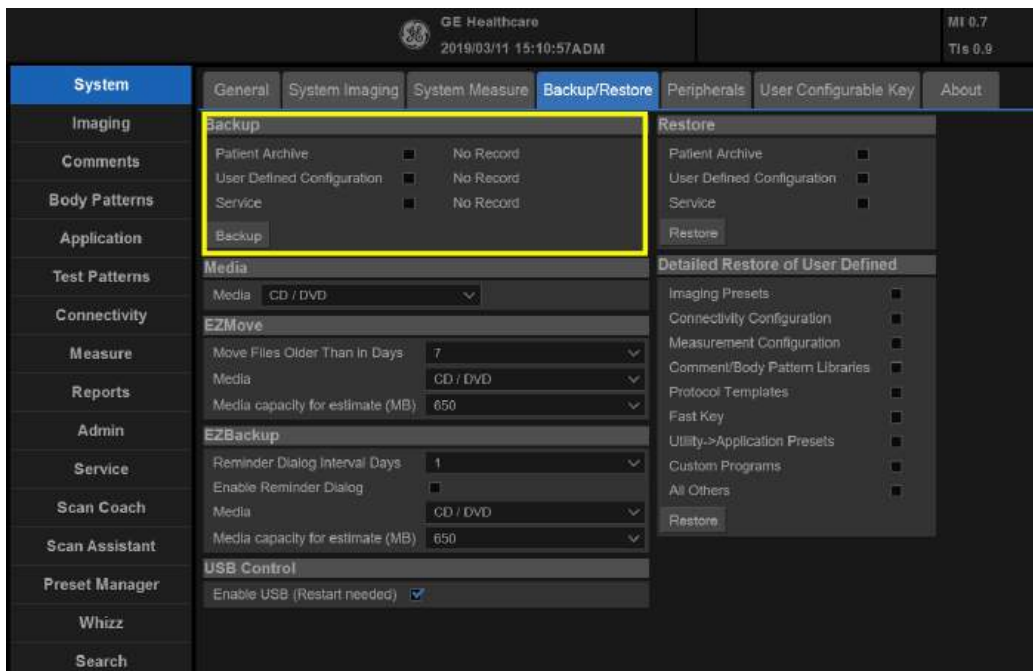 GE Healthcare
2019/03/11 15:10:57ADM
MI 0.7
TIs 0.9
System
Imaging
Comments
Body Patterns
Application
Test Patterns
Connectivity
Measure
Reports
Admin
Service
Scan Coach
Scan Assistant
Preset Manager
Whizz
Search
General System Imaging System Measure Backup/Restore Peripherals User Configurable Key About
Backup
Patient Archive No Record
User Defined Configuration No Record
Service No Record
Backup
Media
Media CD / DVD
EZMove
Move Files Older Than in Days 7
Media CD / DVD
Media capacity for estimate (MB) 650
EZBackup
Reminder Dialog Interval Days 1
Enable Reminder Dialog
Media CD / DVD
Media capacity for estimate (MB) 650
USB Control
Enable USB (Restart needed)
Restore
Patient Archive
User Defined Configuration
Service
Restore
Detailed Restore of User Defined
Imaging Presets
Connectivity Configuration
Measurement Configuration
Comment/Body Pattern Libraries
Protocol Templates
Fast Key
Utility->Application Presets
Custom Programs
All Others
Restore